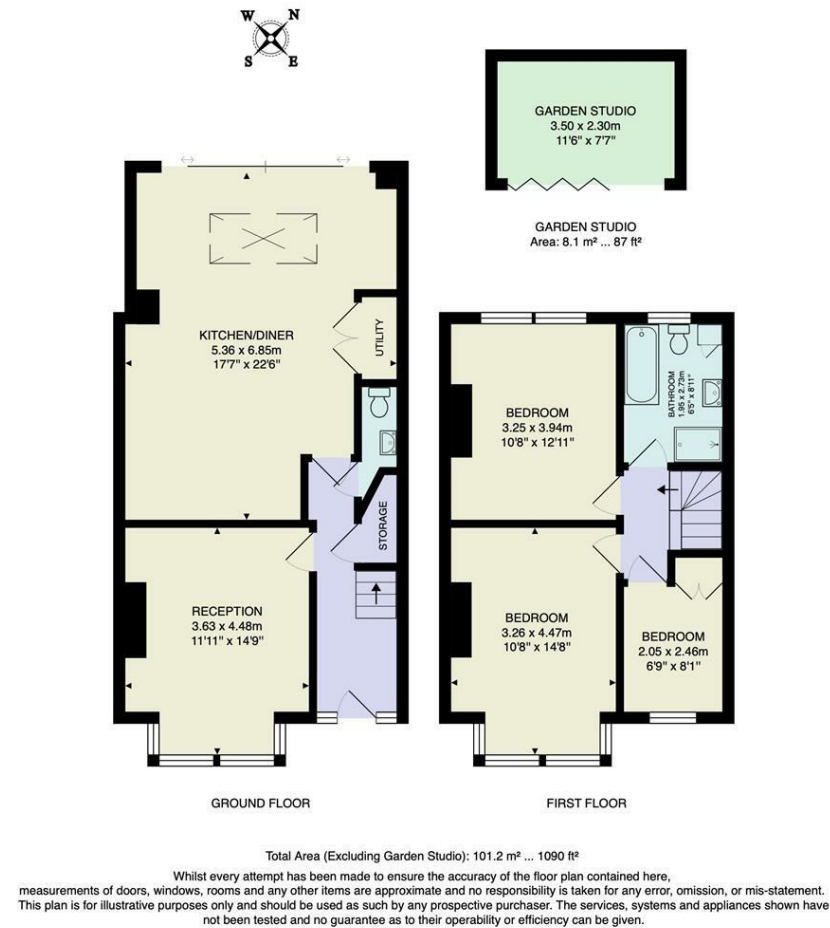 W N
S E
GARDEN STUDIO
3.50 x 2.30m
11'6" x 7'7"
GARDEN STUDIO
Area: 8.1 m² ... 87 ft²
KITCHEN/DINER
5.36 x 6.85m
17'7" x 22'6"
UTILITY
STORAGE
RECEPTION
3.63 x 4.48m
11'11" x 14'9"
GROUND FLOOR
BEDROOM
3.25 x 3.94m
10'8" x 12'11"
BATHROOM
1.95 x 2.73m
6'5" x 8'11"
BEDROOM
3.26 x 4.47m
10'8" x 14'8"
BEDROOM
2.05 x 2.46m
6'9" x 8'1"
FIRST FLOOR
Total Area (Excluding Garden Studio): 101.2 m² ... 1090 ft²
Whilst every attempt has been made to ensure the accuracy of the floor plan contained here,
measurements of doors, windows, rooms and any other items are approximate and no responsibility is taken for any error, omission, or mis-statement.
This plan is for illustrative purposes only and should be used as such by any prospective purchaser. The services, systems and appliances shown have
not been tested and no guarantee as to their operability or efficiency can be given.